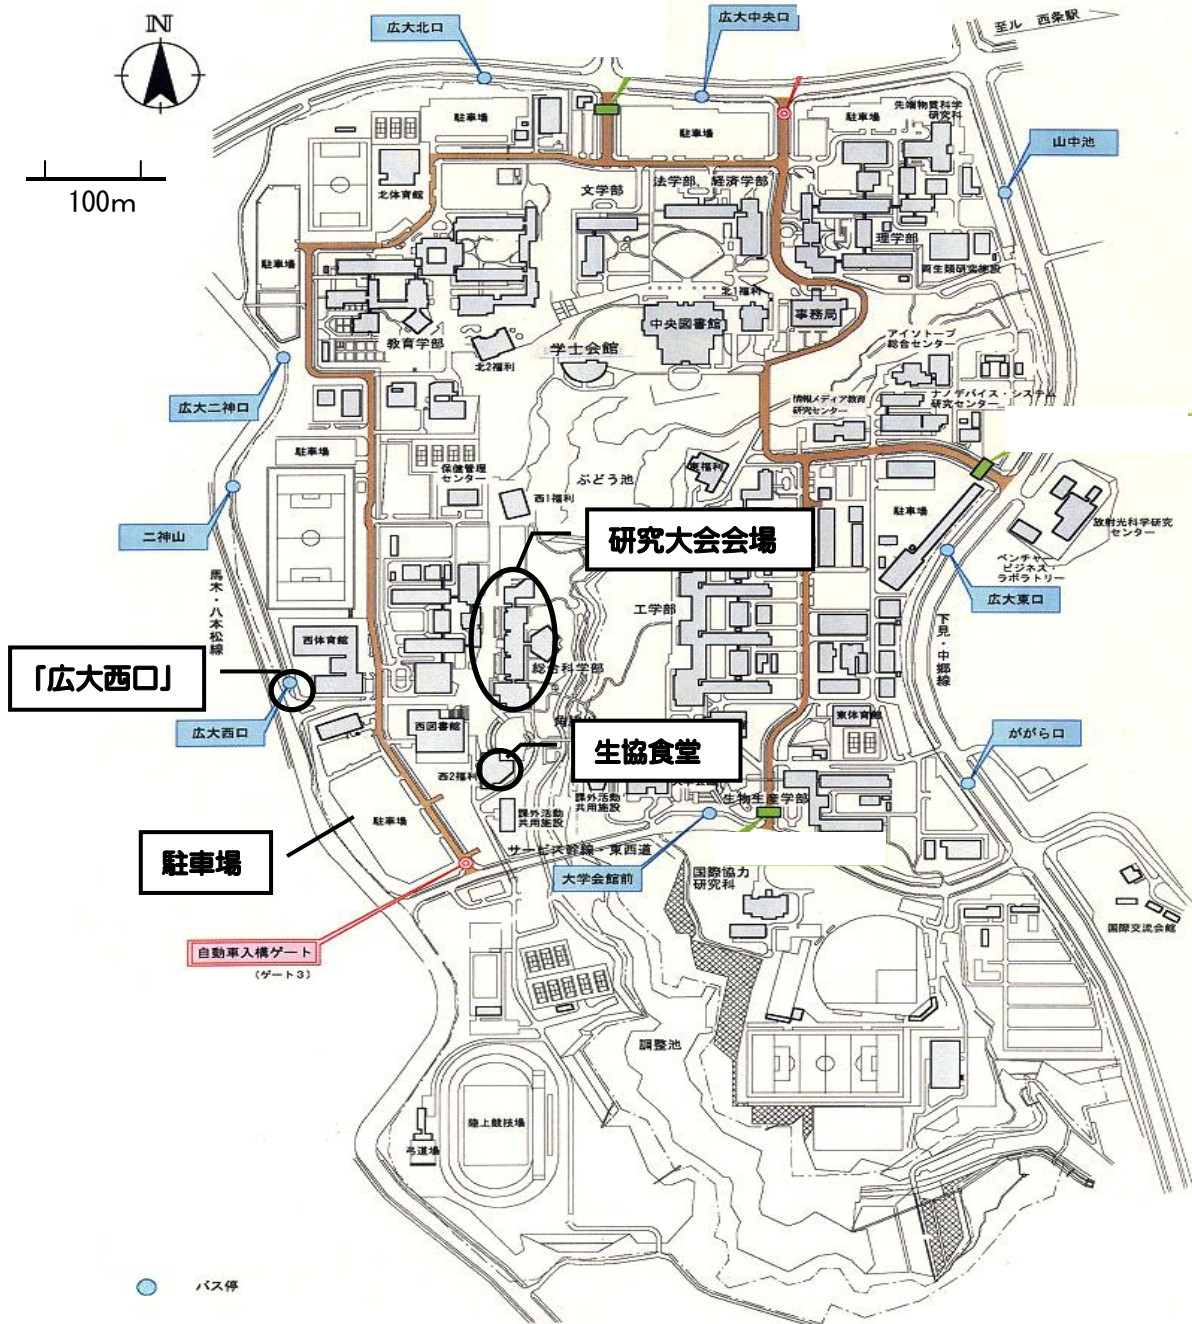 N
100m
広大北口
広大中央口
至ル 西条駅
駐車場
駐車場
駐車場
先端物質科学
研究科
山中池
北体育館
文学部
法学部、経済学部
理学部
両生類研究施設
駐車場
北1福利
中央図書館
事務局
教育学部
北2福利
学士会館
アイソトープ
総合センター
広大二神口
情報メディア教育
研究センター
ナノデバイス・システム
研究センター
駐車場
保健管理
センター
ぶどう池
東福利
西1福利
二神山
駐車場
放射光科学研究
センター
研究大会会場
ベンチャー
ビジネス・
ラボラトリー
広大東口
馬木・八本松線
工学部
下見・中郷線
西体育館
総合科学部
「広大西口」
広大西口
西図書館
東体育館
ががら口
生協食堂
西2福利
生物生産学部
課外活動
共用施設
課外活動
共用施設
駐車場
駐車場
サービス幹線・東西道
大学会館前
国際協力
研究科
国際交流会館
自動車入構ゲート
(ゲート3)
調整池
陸上競技場
弓道場
バス停